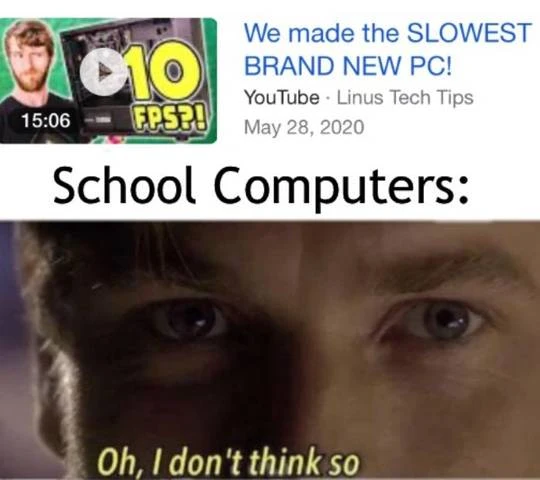 We made the SLOWEST
BRAND NEW PC!
YouTube · Linus Tech Tips
May 28, 2020
10
FPS?!
15:06
School Computers:
Oh, I don't think so